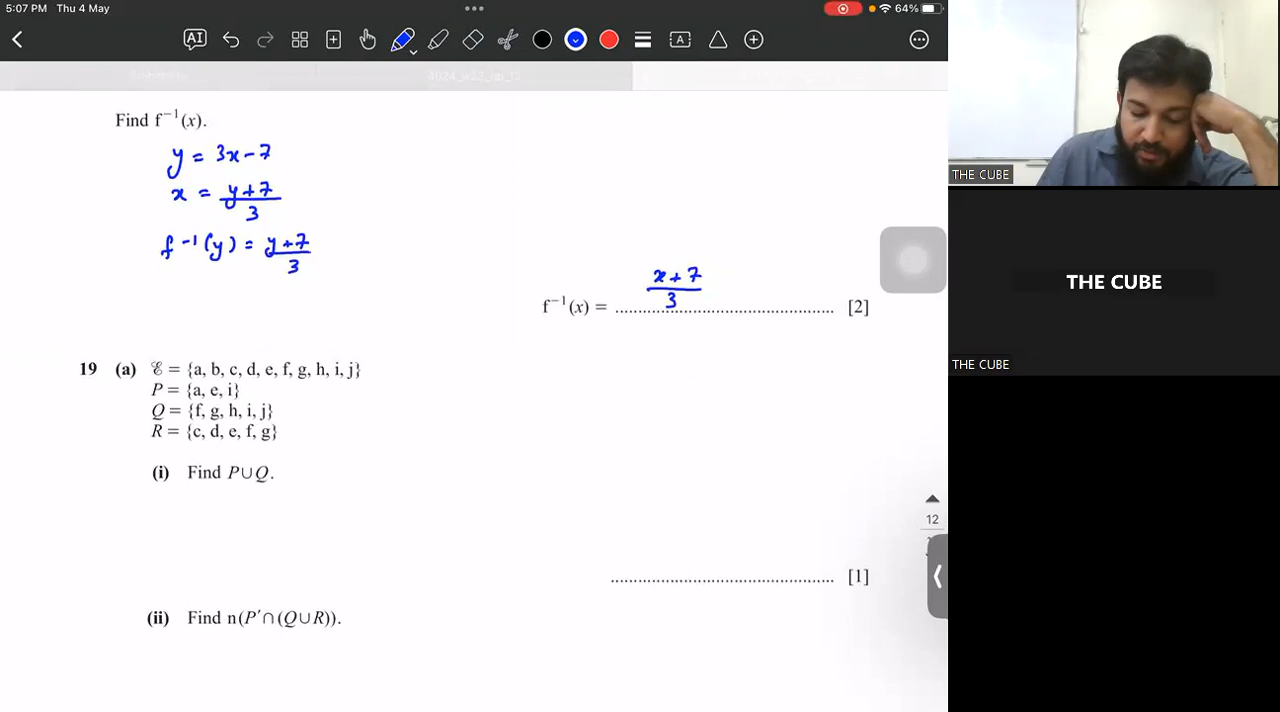 5:07 PM Thu 4 May
64%
4024_w22_qp_12
Find f⁻¹(x).
y = 3x - 7
x = y + 7 / 3
f⁻¹(y) = y + 7 / 3
x + 7 / 3
f⁻¹(x) = ................................................ [2]
19 (a) ℰ = {a, b, c, d, e, f, g, h, i, j}
P = {a, e, i}
Q = {f, g, h, i, j}
R = {c, d, e, f, g}
(i) Find P∪Q.
................................................ [1]
(ii) Find n(P′∩(Q∪R)).
12
THE CUBE
THE CUBE
THE CUBE